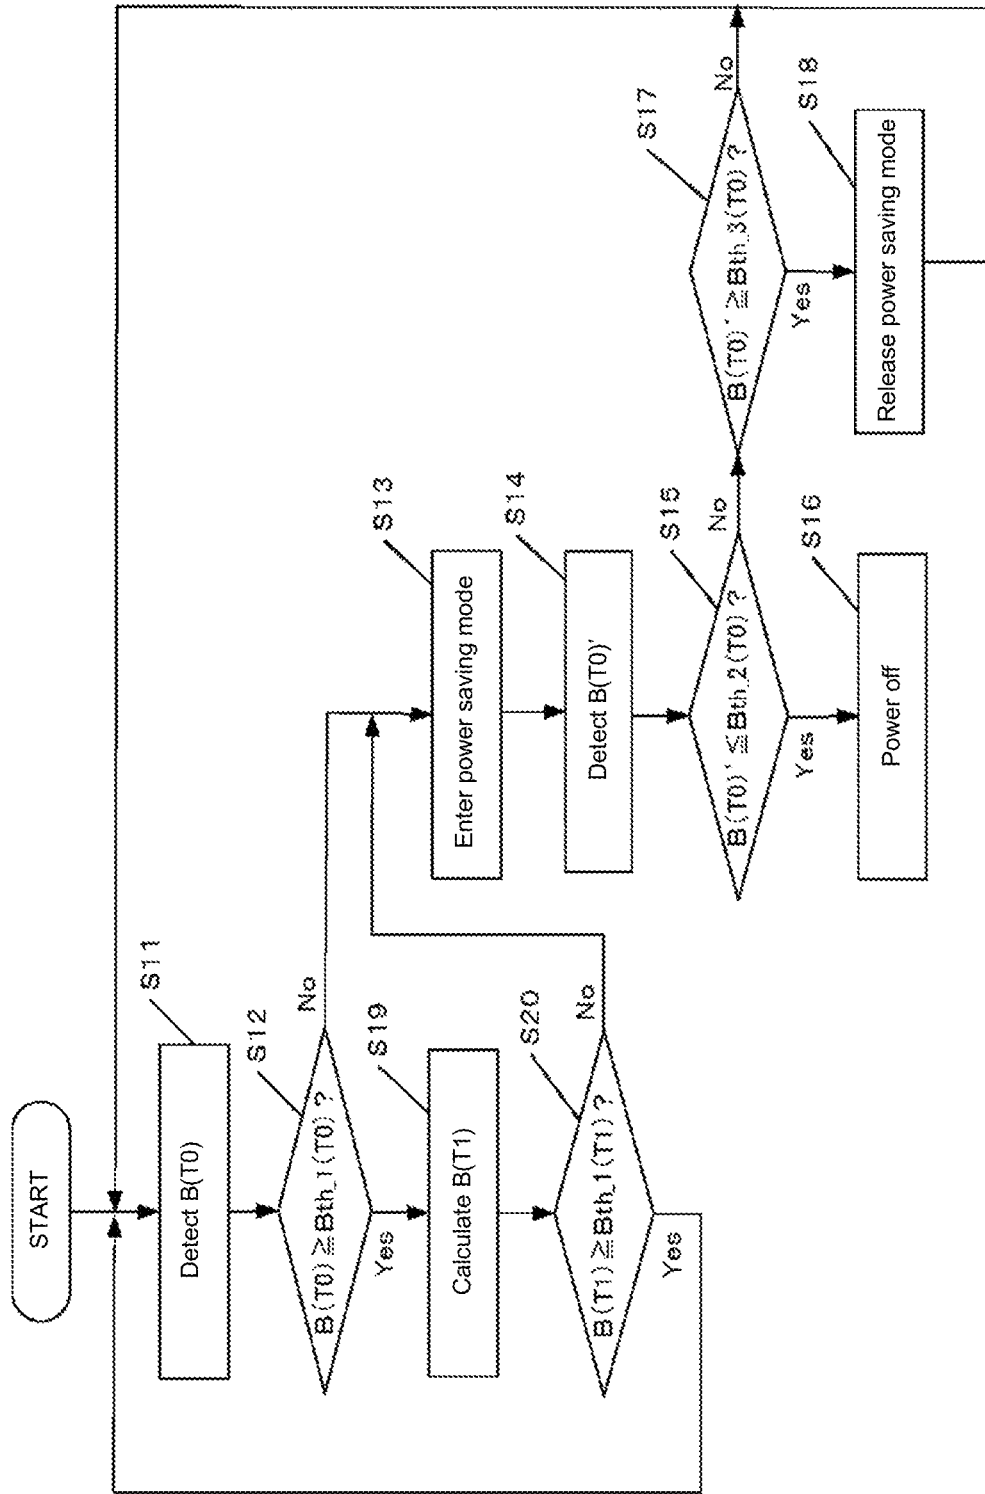 START
S11
Detect B(T0)
S12
B(T0)≧Bth_1(T0)?
No
Yes
S19
Calculate B(T1)
S20
B(T1)≧Bth_1(T1)?
No
Yes
S13
Enter power saving mode
S14
Detect B(T0)'
S15
B(T0)'≦Bth_2(T0)?
No
Yes
S16
Power off
S17
B(T0)'≧Bth_3(T0)?
No
Yes
S18
Release power saving mode